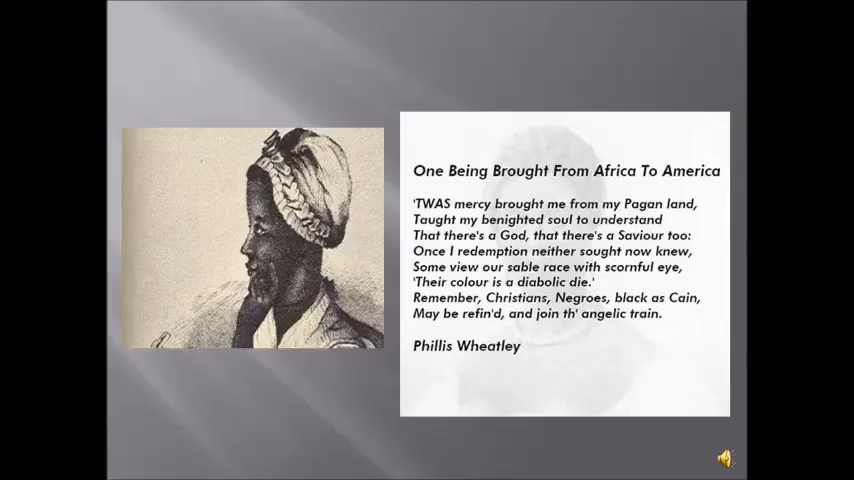 One Being Brought From Africa To America
'TWAS mercy brought me from my Pagan land,
Taught my benighted soul to understand
That there's a God, that there's a Saviour too:
Once I redemption neither sought now knew,
Some view our sable race with scornful eye,
'Their colour is a diabolic die.'
Remember, Christians, Negroes, black as Cain,
May be refin'd, and join th' angelic train.
Phillis Wheatley